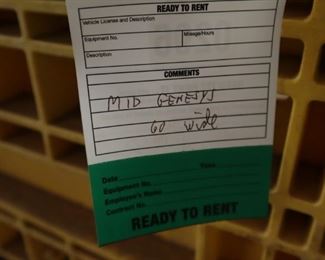 READY TO RENT
Vehicle License and Description
Equipment No. Mileage/Hours
COMMENTS
MID GENESYS
60 wide
Date Time
Equipment No.
Employee's Name
Contract No.
READY TO RENT